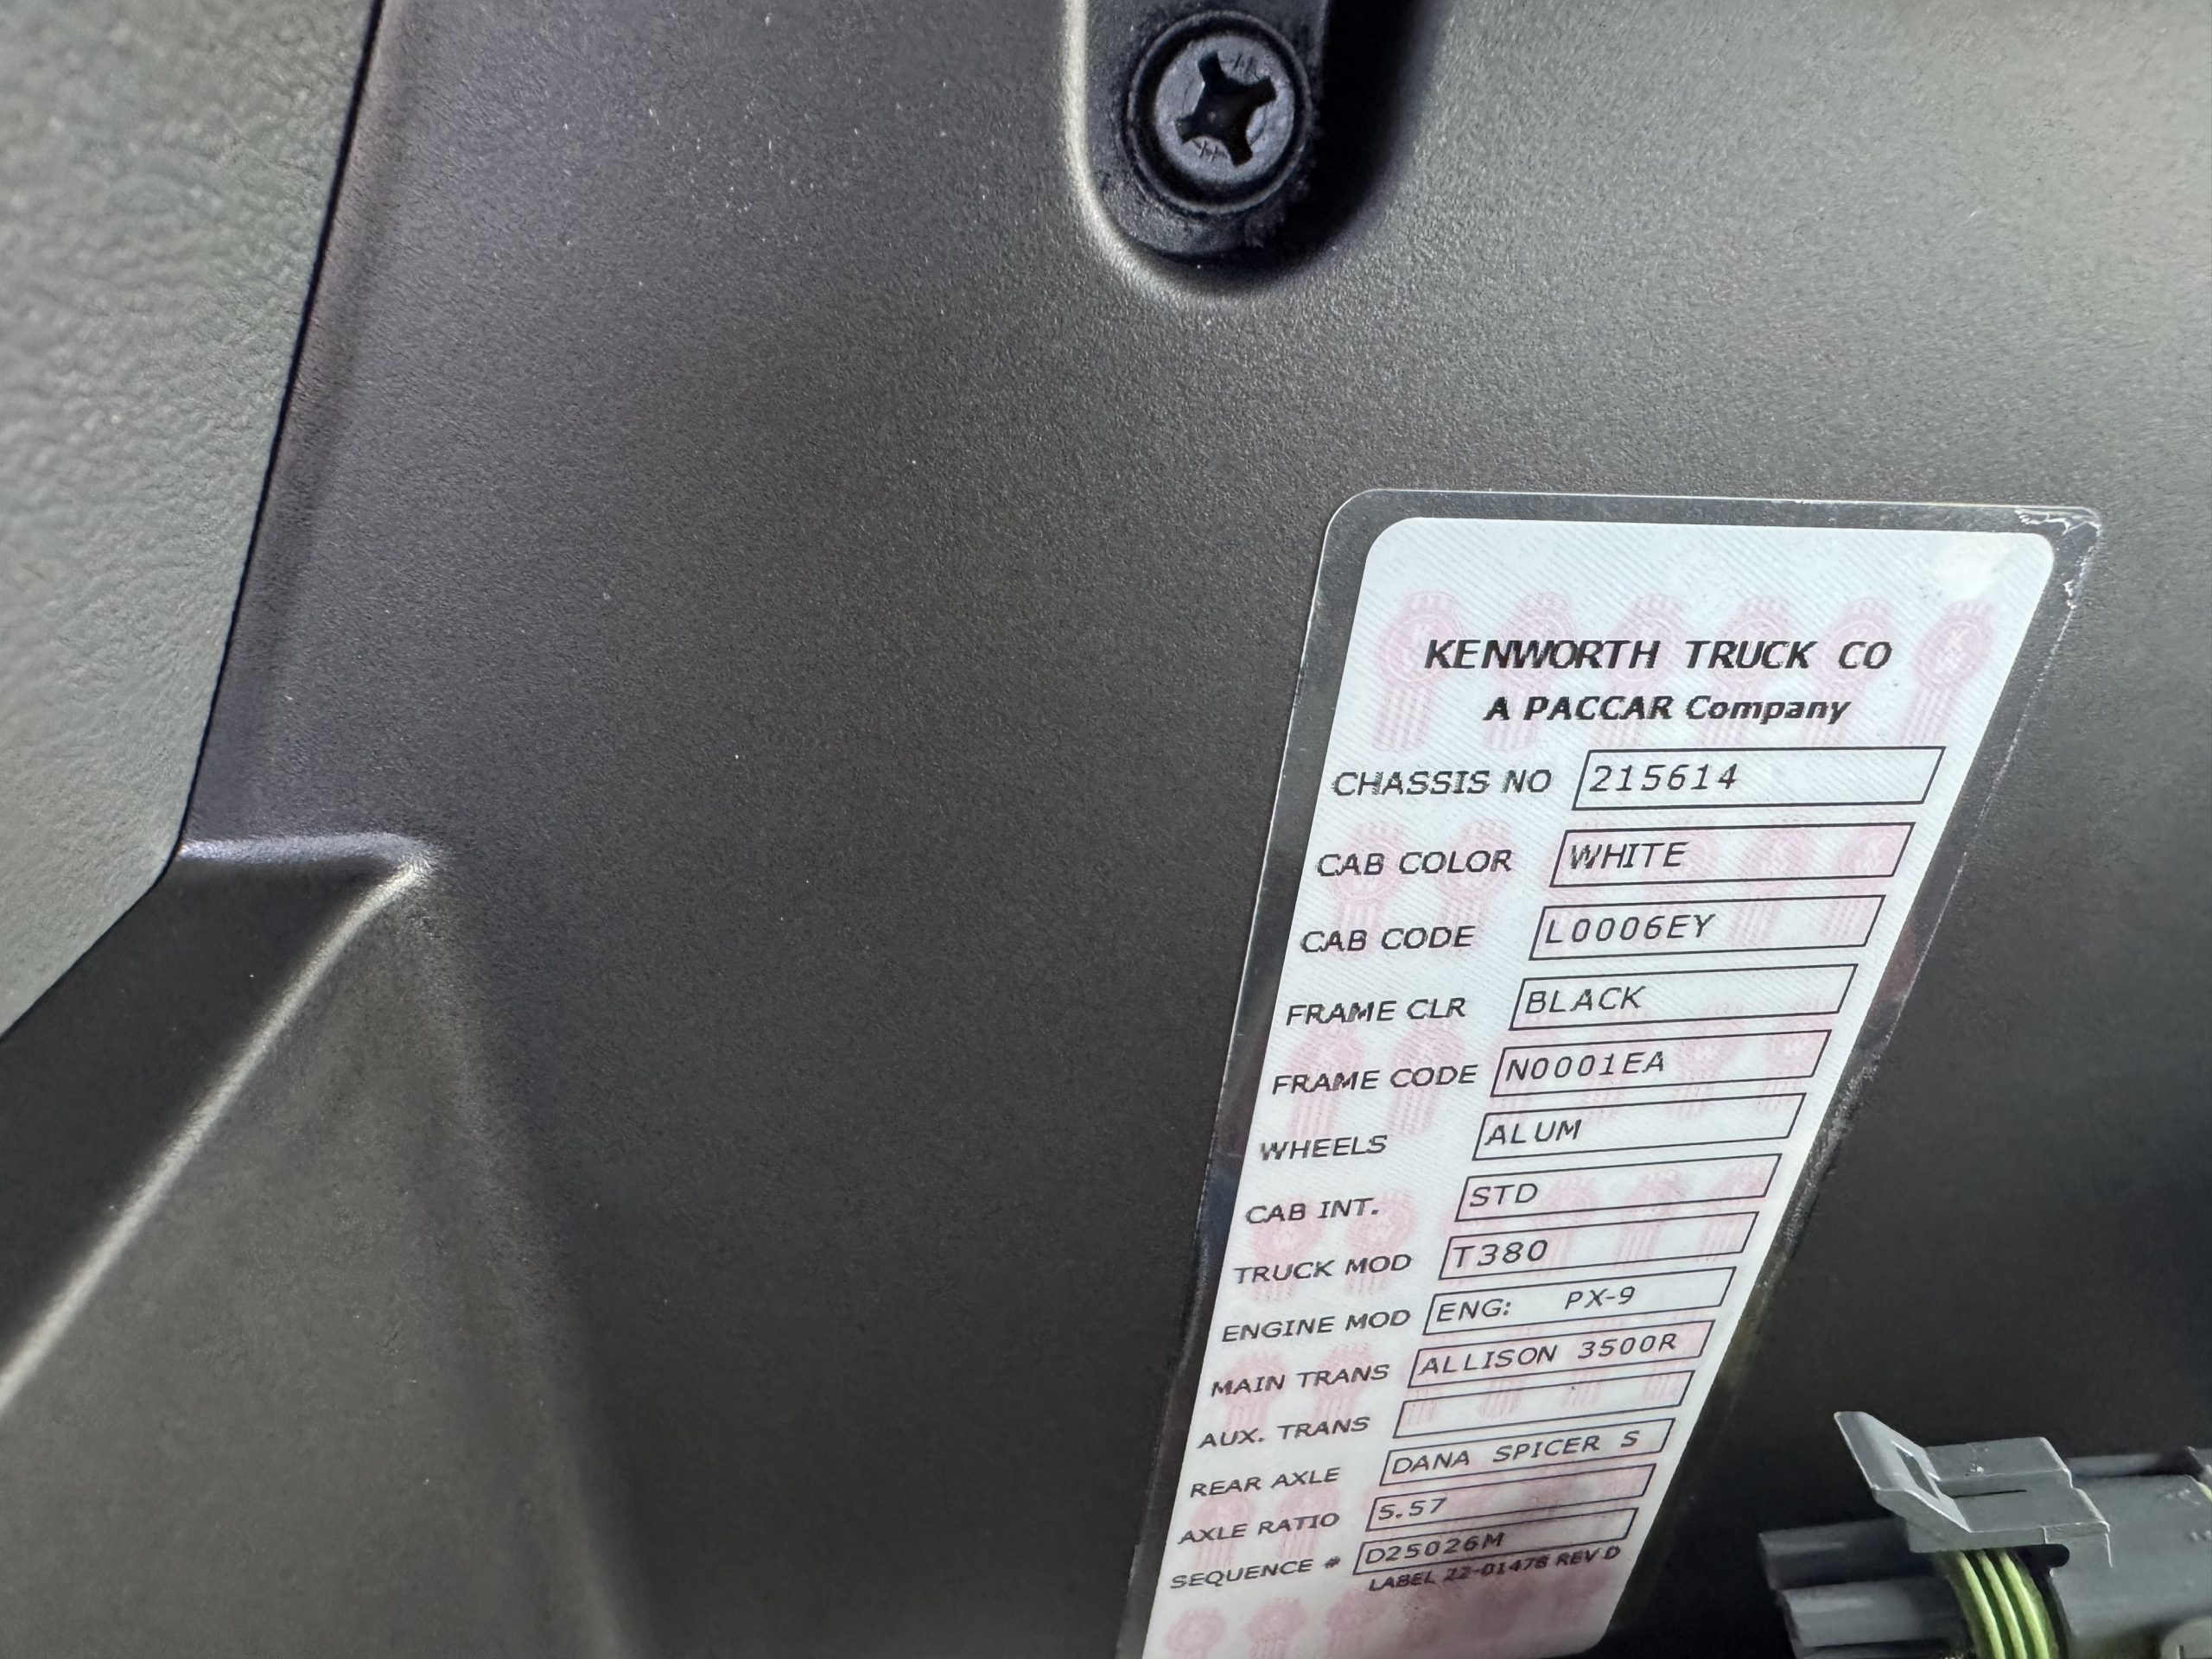 KENWORTH TRUCK CO
A PACCAR Company
CHASSIS NO 215614
CAB COLOR WHITE
CAB CODE L0006EY
FRAME CLR BLACK
FRAME CODE N0001EA
WHEELS ALUM
CAB INT. STD
TRUCK MOD T380
ENGINE MOD ENG: PX-9
MAIN TRANS ALLISON 3500R
AUX. TRANS
REAR AXLE DANA SPICER S
AXLE RATIO 5.57
SEQUENCE # D25026M
LABEL 22-01478 REV D